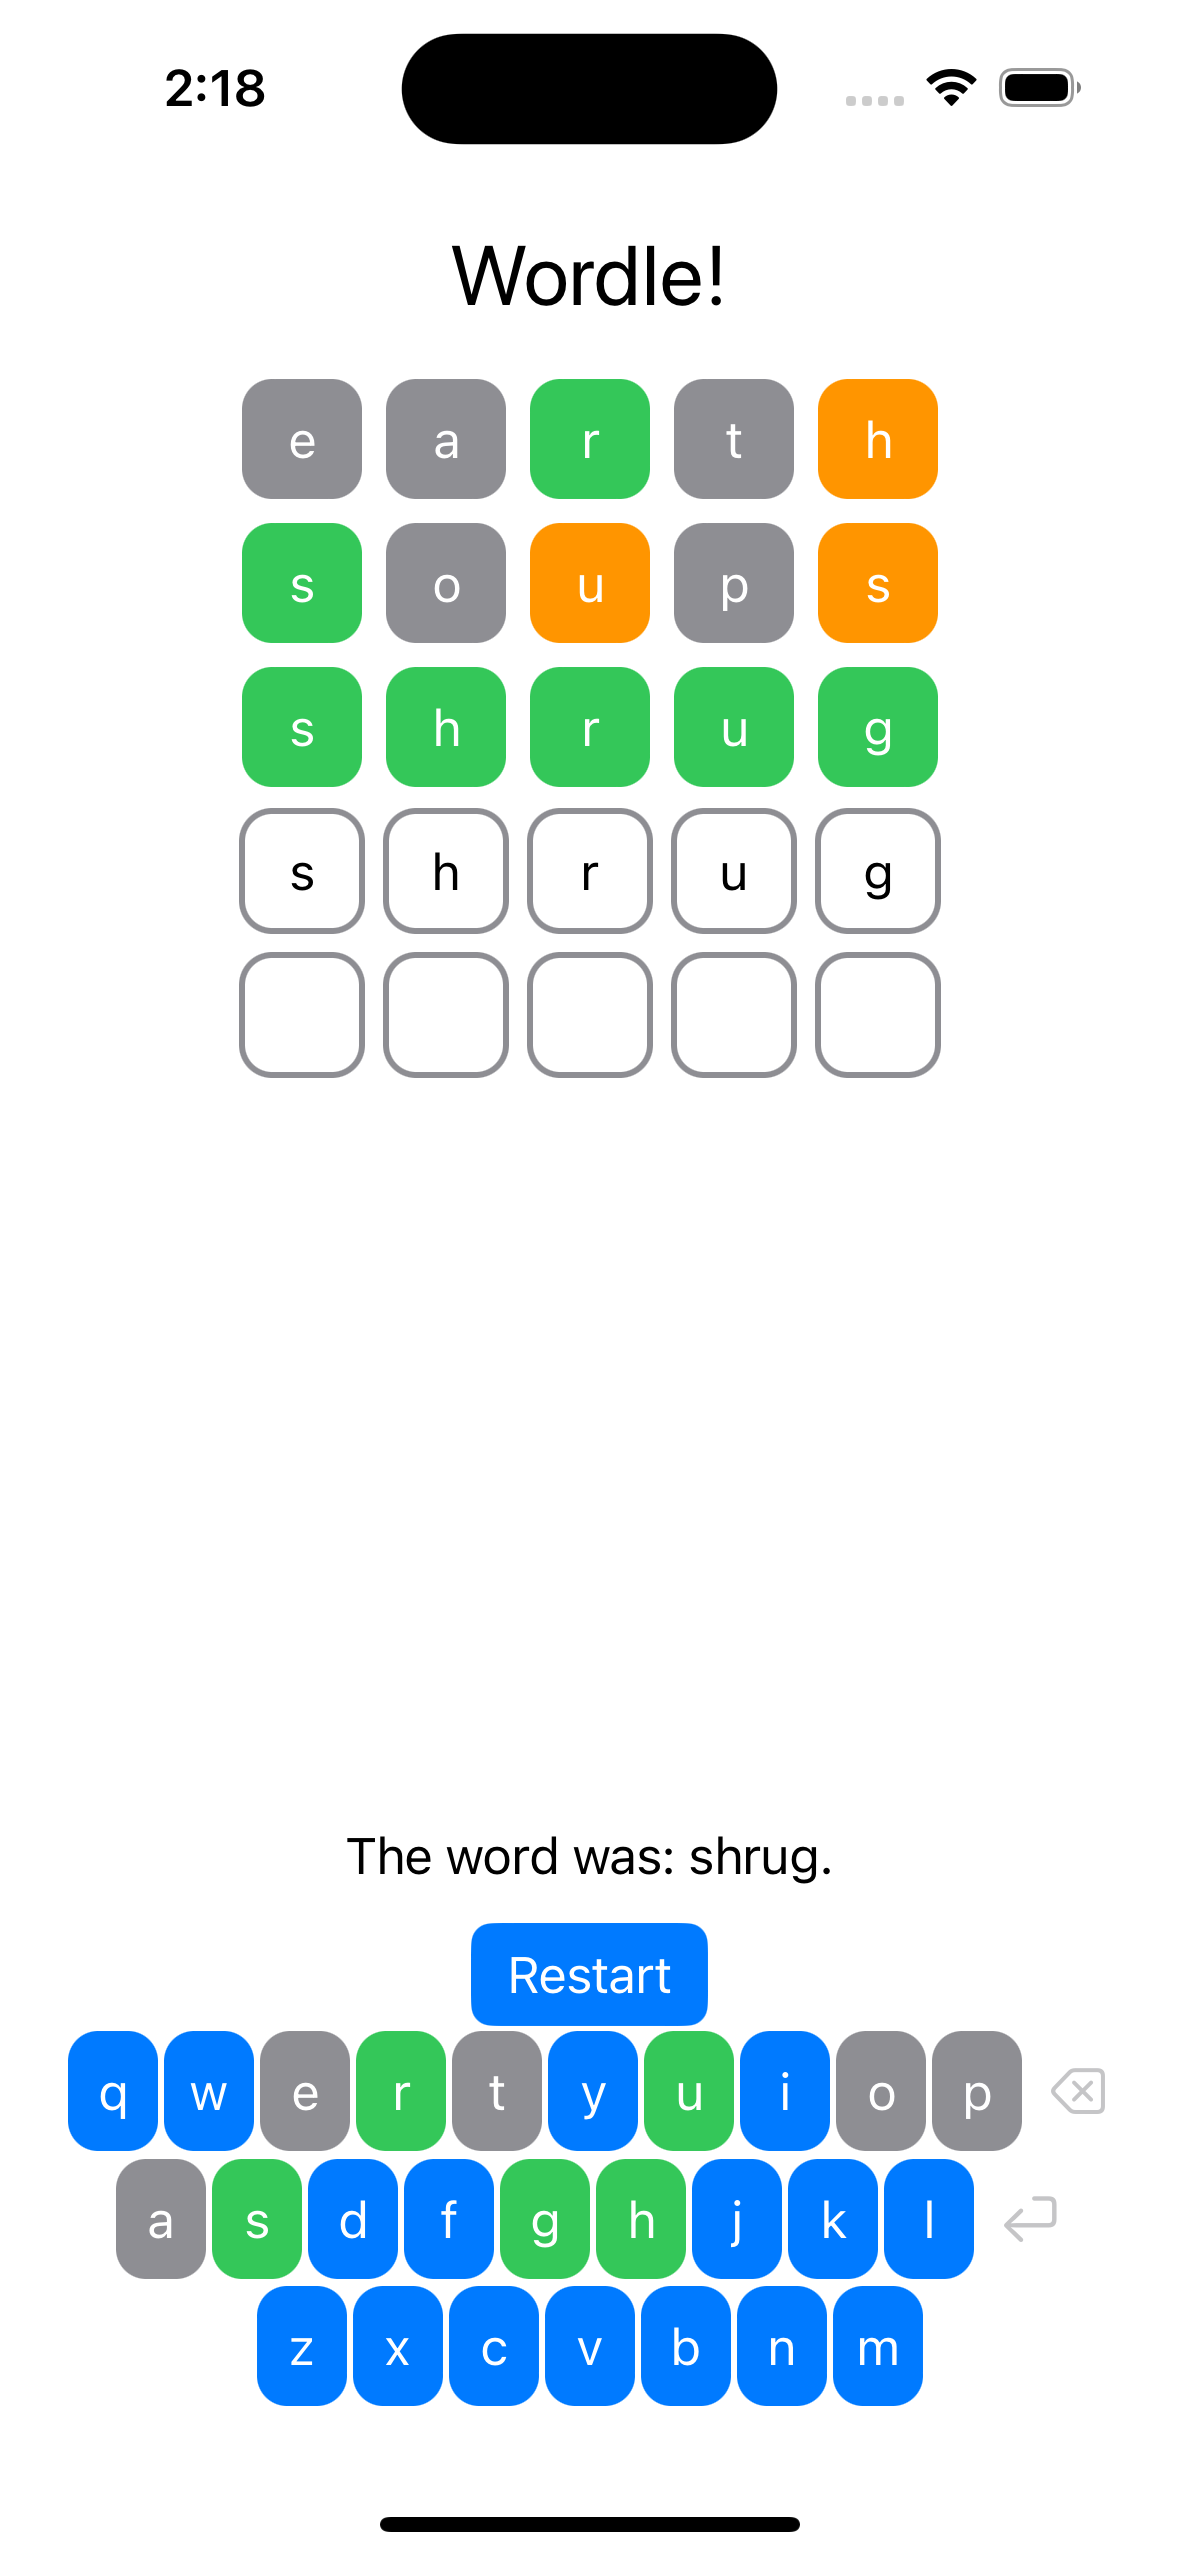 2:18
Wordle!
e a r t h
s o u p s
s h r u g
s h r u g
The word was: shrug.
Restart
q w e r t y u i o p
a s d f g h j k l
z x c v b n m